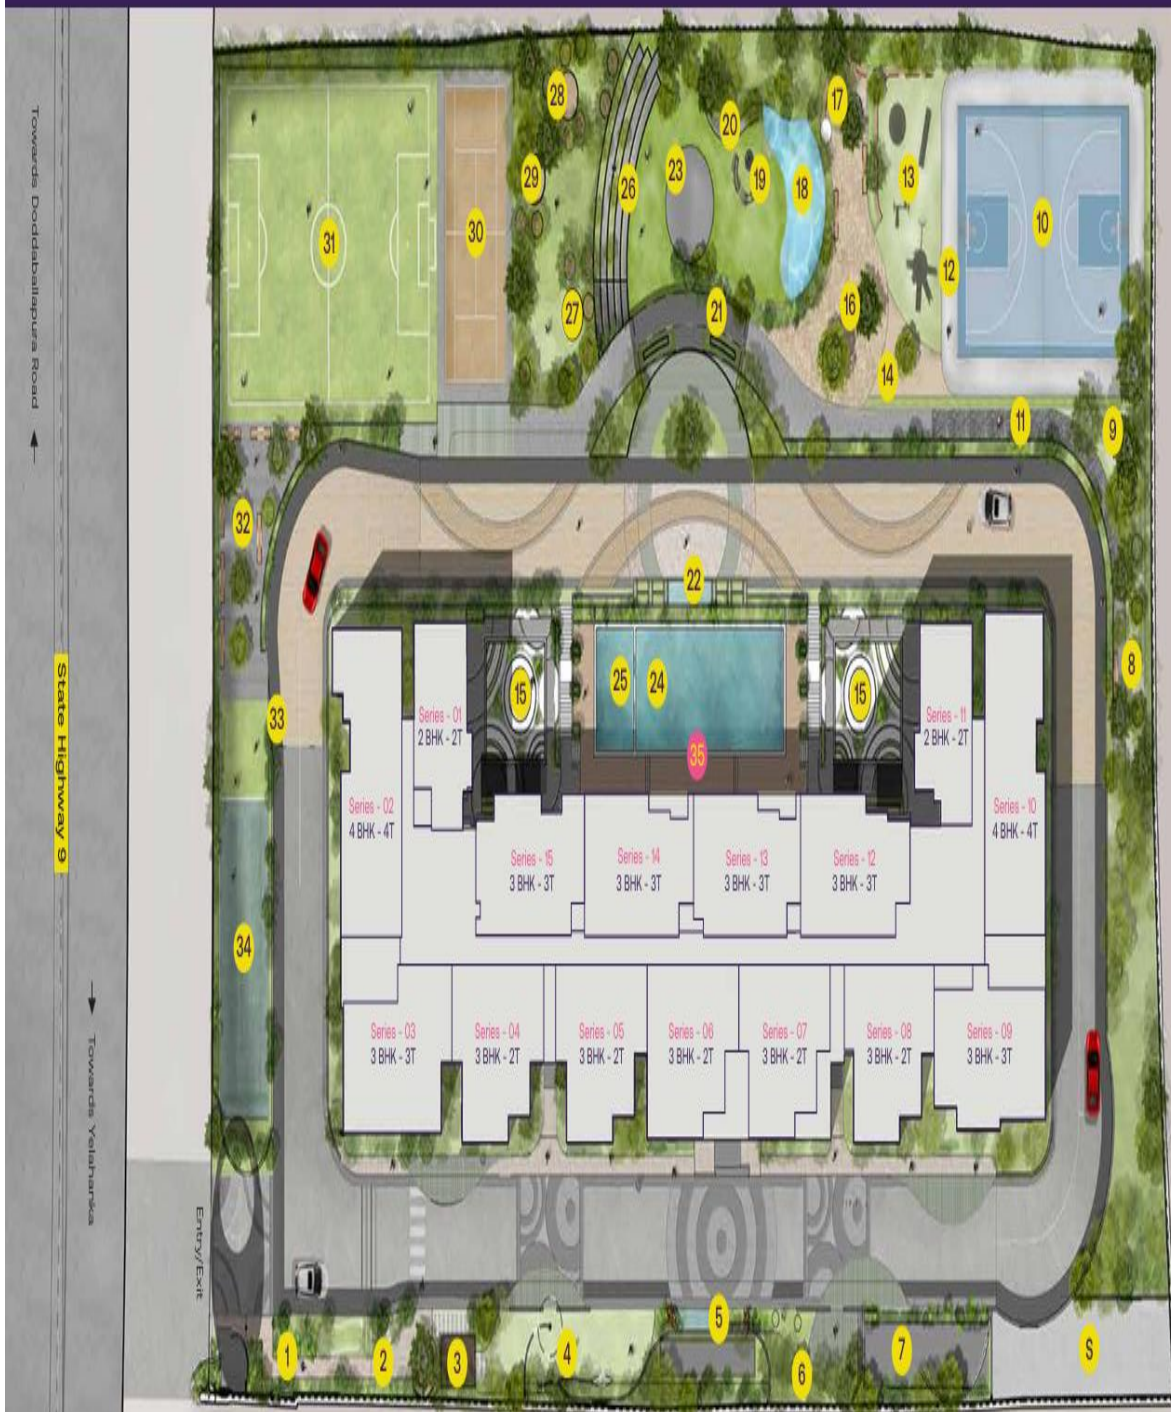 Towards Doddaballapura Road
State Highway 9
Towards Yelahanka
Entry/Exit
28
29
27
26
23
20
19
18
17
16
13
12
10
14
11
9
31
30
21
32
22
8
33
25
24
15
15
35
34
Series - 01
2 BHK - 2T
Series - 11
2 BHK - 2T
Series - 02
4 BHK - 4T
Series - 10
4 BHK - 4T
Series - 15
3 BHK - 3T
Series - 14
3 BHK - 3T
Series - 13
3 BHK - 3T
Series - 12
3 BHK - 3T
Series - 03
3 BHK - 3T
Series - 04
3 BHK - 2T
Series - 05
3 BHK - 2T
Series - 06
3 BHK - 2T
Series - 07
3 BHK - 2T
Series - 08
3 BHK - 2T
Series - 09
3 BHK - 3T
1
2
3
4
5
6
7
S